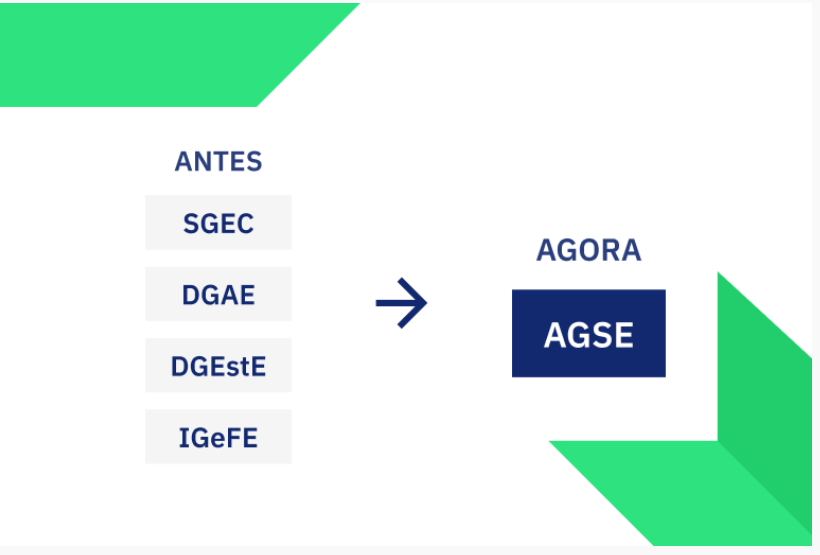 ANTES
SGEC
DGAE
DGEstE
IGeFE
AGORA
AGSE